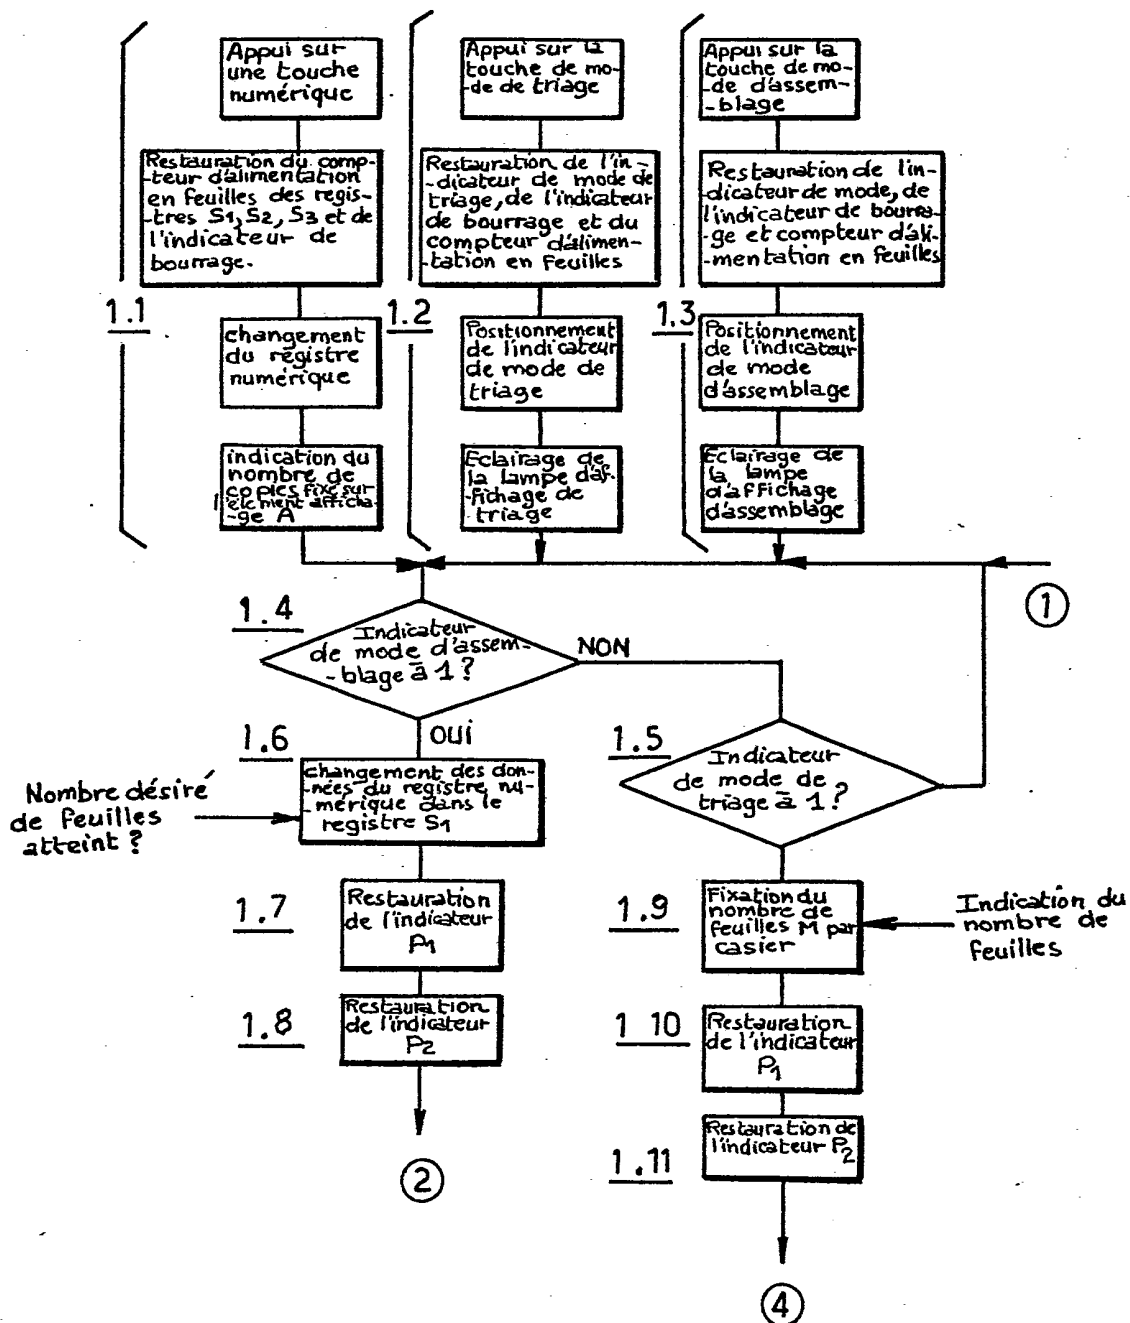 Appui sur
une touche
numérique
Restauration du comp-
-teur d'alimentation
en feuilles des regis-
-tres S1, S2, S3 et de
l'indicateur de
bourrage.
1.1
changement
du registre
numérique
indication du
nombre de
copies fixé sur
l'élément afficha-
-ge A
Appui sur la
touche de mo-
-de de triage
Restauration de l'in-
-dicateur de mode de
triage, de l'indicateur
de bourrage et du
compteur d'alimen-
-tation en feuilles
1.2
Positionnement
de l'indicateur
de mode de
triage
Eclairage de
la lampe d'af-
-fichage de
triage
Appui sur la
touche de mo-
-de d'assem-
-blage
Restauration de l'in-
-dicateur de mode, de
l'indicateur de bourra-
-ge et compteur d'ali-
-mentation en feuilles
1.3
Positionnement
de l'indicateur
de mode
d'assemblage
Eclairage de
la lampe
d'affichage
d'assemblage
1
1.4
Indicateur
de mode d'assem-
-blage à 1?
NON
OUI
1.5
Indicateur
de mode de
triage à 1?
1.6
changement des don-
-nées du registre nu-
-mérique dans le
registre S1
Nombre désiré
de feuilles
atteint?
1.7
Restauration
de l'indicateur
P1
1.8
Restauration
de l'indicateur
P2
2
1.9
Fixation du
nombre de
feuilles M par
casier
Indication du
nombre de
feuilles
1 10
Restauration
de l'indicateur
P1
1.11
Restauration de
l'indicateur P2
4